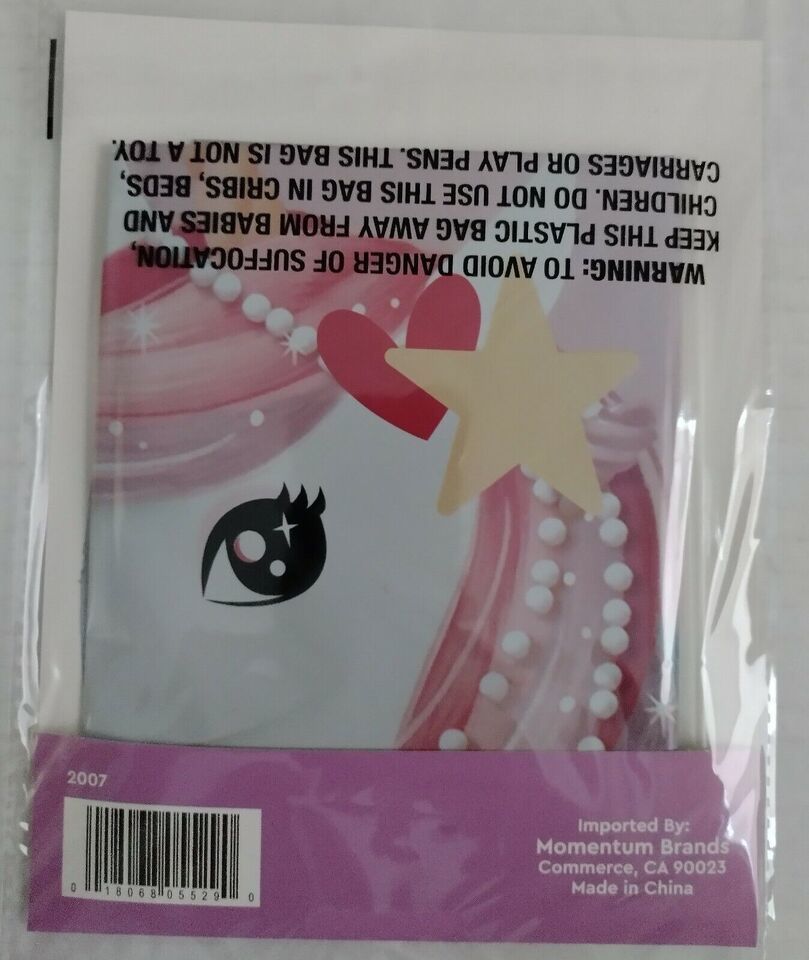 WARNING: TO AVOID DANGER OF SUFFOCATION,
KEEP THIS PLASTIC BAG AWAY FROM BABIES AND
CHILDREN. DO NOT USE THIS BAG IN CRIBS, BEDS,
CARRIAGES OR PLAY PENS. THIS BAG IS NOT A TOY.
2007
0 18068 05529 0
Imported By:
Momentum Brands
Commerce, CA 90023
Made in China